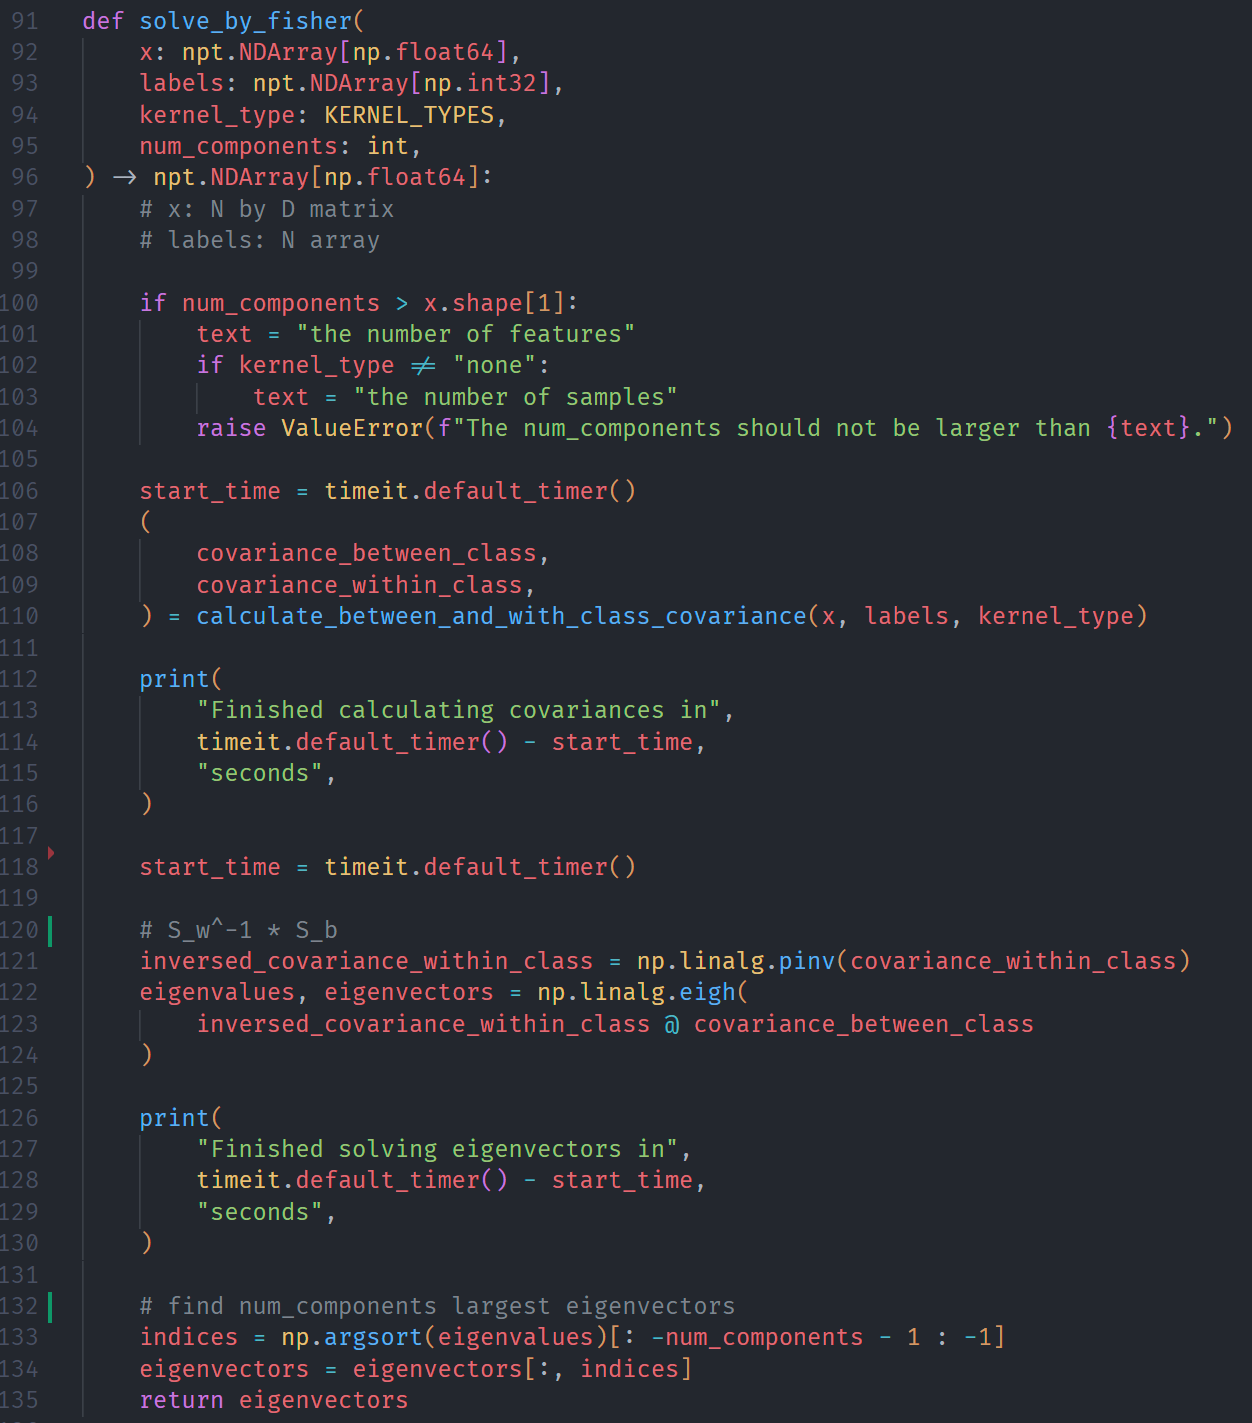 91 def solve_by_fisher(
92     x: npt.NDArray[np.float64],
93     labels: npt.NDArray[np.int32],
94     kernel_type: KERNEL_TYPES,
95     num_components: int,
96 ) → npt.NDArray[np.float64]:
97     # x: N by D matrix
98     # labels: N array
99
100     if num_components > x.shape[1]:
101         text = "the number of features"
102         if kernel_type ≠ "none":
103             text = "the number of samples"
104         raise ValueError(f"The num_components should not be larger than {text}.")
105
106     start_time = timeit.default_timer()
107     (
108         covariance_between_class,
109         covariance_within_class,
110     ) = calculate_between_and_with_class_covariance(x, labels, kernel_type)
111
112     print(
113         "Finished calculating covariances in",
114         timeit.default_timer() - start_time,
115         "seconds",
116     )
117
118     start_time = timeit.default_timer()
119
120     # S_w^-1 * S_b
121     inversed_covariance_within_class = np.linalg.pinv(covariance_within_class)
122     eigenvalues, eigenvectors = np.linalg.eigh(
123         inversed_covariance_within_class @ covariance_between_class
124     )
125
126     print(
127         "Finished solving eigenvectors in",
128         timeit.default_timer() - start_time,
129         "seconds",
130     )
131
132     # find num_components largest eigenvectors
133     indices = np.argsort(eigenvalues)[: -num_components - 1 : -1]
134     eigenvectors = eigenvectors[:, indices]
135     return eigenvectors